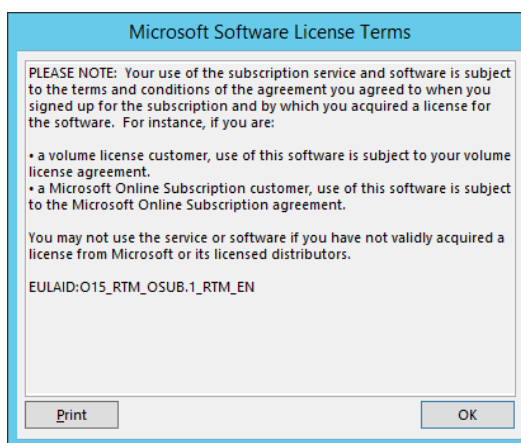 Microsoft Software License Terms
PLEASE NOTE:  Your use of the subscription service and software is subject
to the terms and conditions of the agreement you agreed to when you
signed up for the subscription and by which you acquired a license for
the software.  For instance, if you are:
• a volume license customer, use of this software is subject to your volume
license agreement.
• a Microsoft Online Subscription customer, use of this software is subject
to the Microsoft Online Subscription agreement.
You may not use the service or software if you have not validly acquired a
license from Microsoft or its licensed distributors.
EULAID:O15_RTM_OSUB.1_RTM_EN
Print
OK